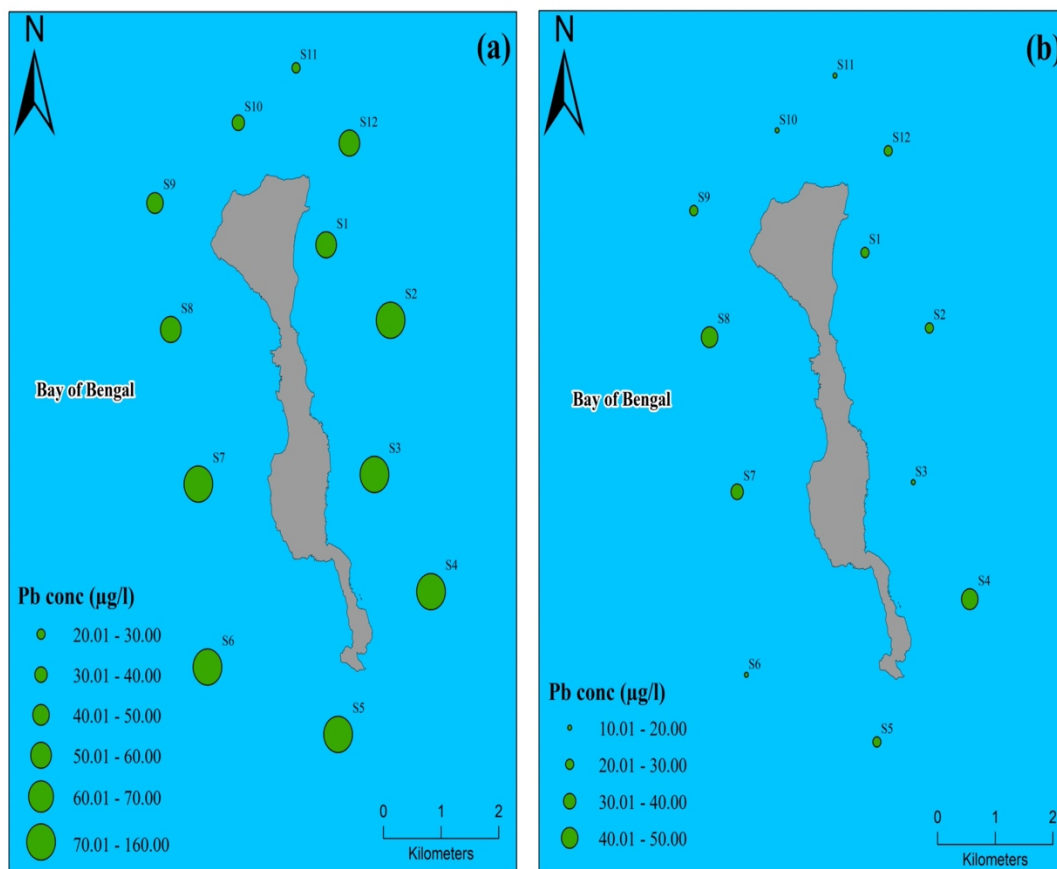 N
(a)
S11
S10
S12
S9
S1
S2
S8
Bay of Bengal
S7
S3
S4
S6
S5
Pb conc (µg/l)
20.01 - 30.00
30.01 - 40.00
40.01 - 50.00
50.01 - 60.00
60.01 - 70.00
70.01 - 160.00
0 1 2
Kilometers
N
(b)
S11
S10
S12
S9
S1
S2
S8
Bay of Bengal
S7
S3
S4
S6
S5
Pb conc (µg/l)
10.01 - 20.00
20.01 - 30.00
30.01 - 40.00
40.01 - 50.00
0 1 2
Kilometers